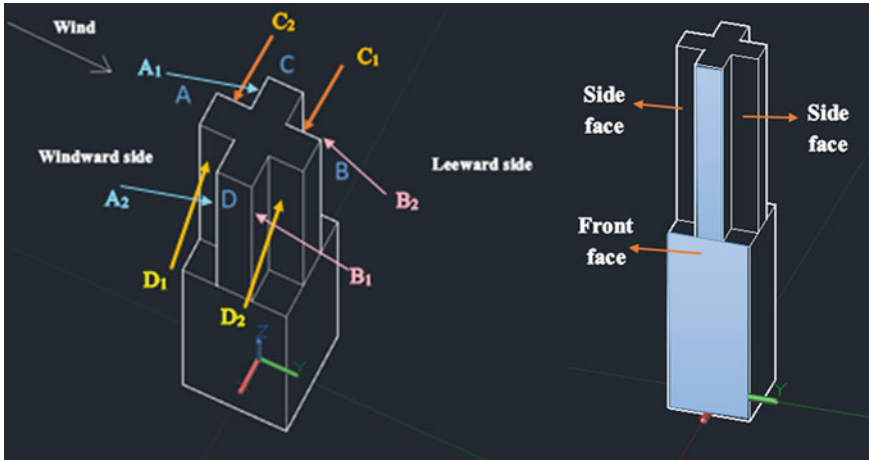 Wind
C2
C1
A1
C
A
Windward side
Leeward side
B
A2
D
B2
D1
B1
D2
Z
Y
Side
face
Side
face
Front
face
Y